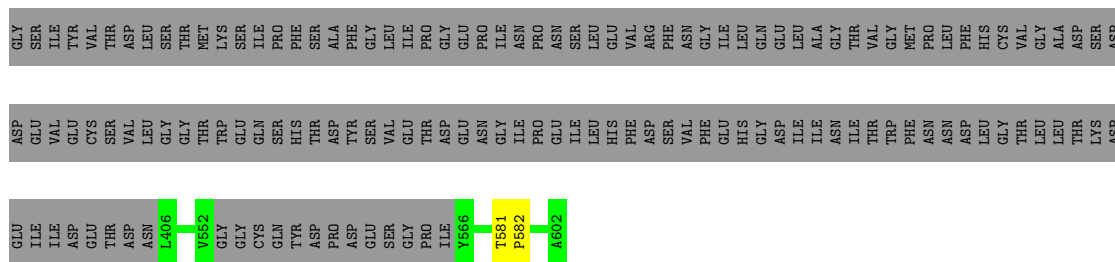 GLY SER ILE TYR VAL THR ASP LEU SER THR MET LYS SER ILE PRO PHE SER ALA PHE GLY LEU ILE PRO GLY GLU PRO ILE ASN PRO ASN SER LEU GLU VAL ARG PHE ASN GLY ILE LEU GLN GLU LEU ALA GLY THR VAL GLY MET PRO LEU PHE HIS CYS VAL GLY ALA ASP SER ASP
ASP GLU VAL GLU CYS SER VAL LEU GLY GLY THR TRP GLU GLN SER HIS THR ASP TYR SER VAL GLU THR ASP GLU ASN GLY ILE PRO GLU ILE LEU HIS PHE ASP SER VAL PHE GLU HIS GLY ASP ILE ILE ASN ILE THR TRP PHE ASN ASN ASP LEU GLY THR LEU LEU THR LYS ASP
GLU ILE ILE ASP GLU THR ASP ASN L406 V552 GLY GLY CYS GLN TYR ASP PRO ASP GLU SER GLY PRO ILE Y566 T581 P582 A602